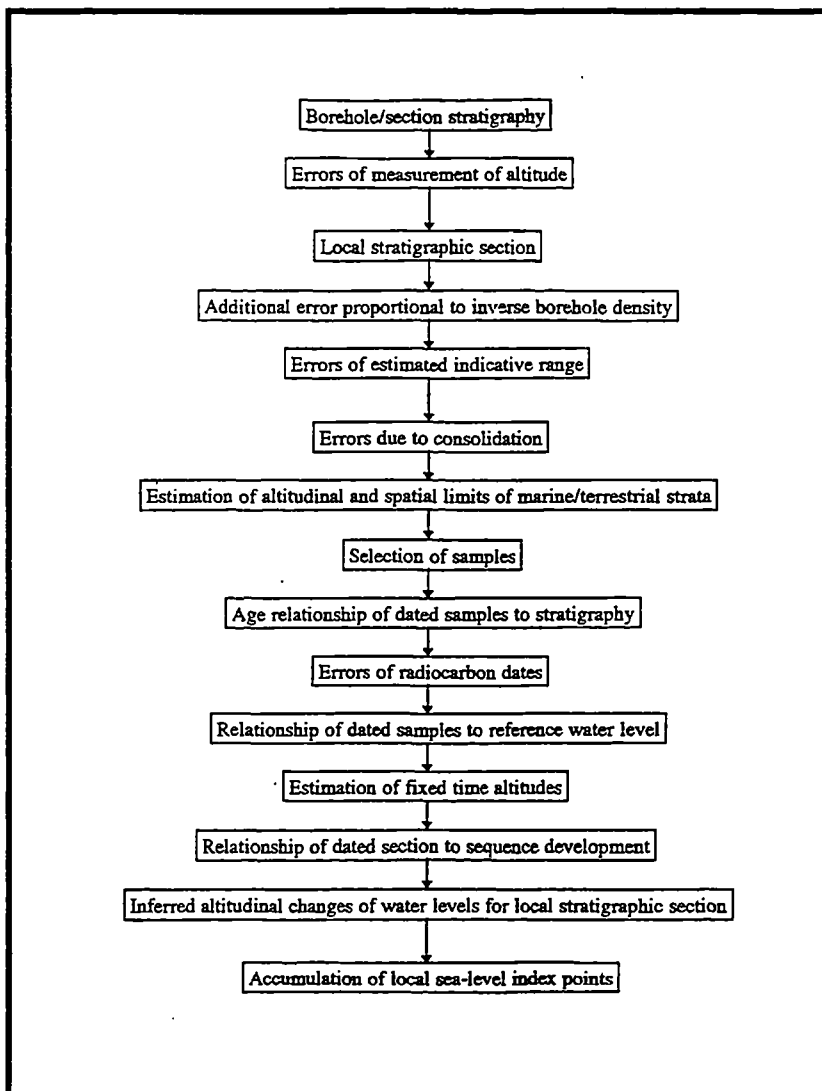 Borehole/section stratigraphy
Errors of measurement of altitude
Local stratigraphic section
Additional error proportional to inverse borehole density
Errors of estimated indicative range
Errors due to consolidation
Estimation of altitudinal and spatial limits of marine/terrestrial strata
Selection of samples
Age relationship of dated samples to stratigraphy
Errors of radiocarbon dates
Relationship of dated samples to reference water level
Estimation of fixed time altitudes
Relationship of dated section to sequence development
Inferred altitudinal changes of water levels for local stratigraphic section
Accumulation of local sea-level index points